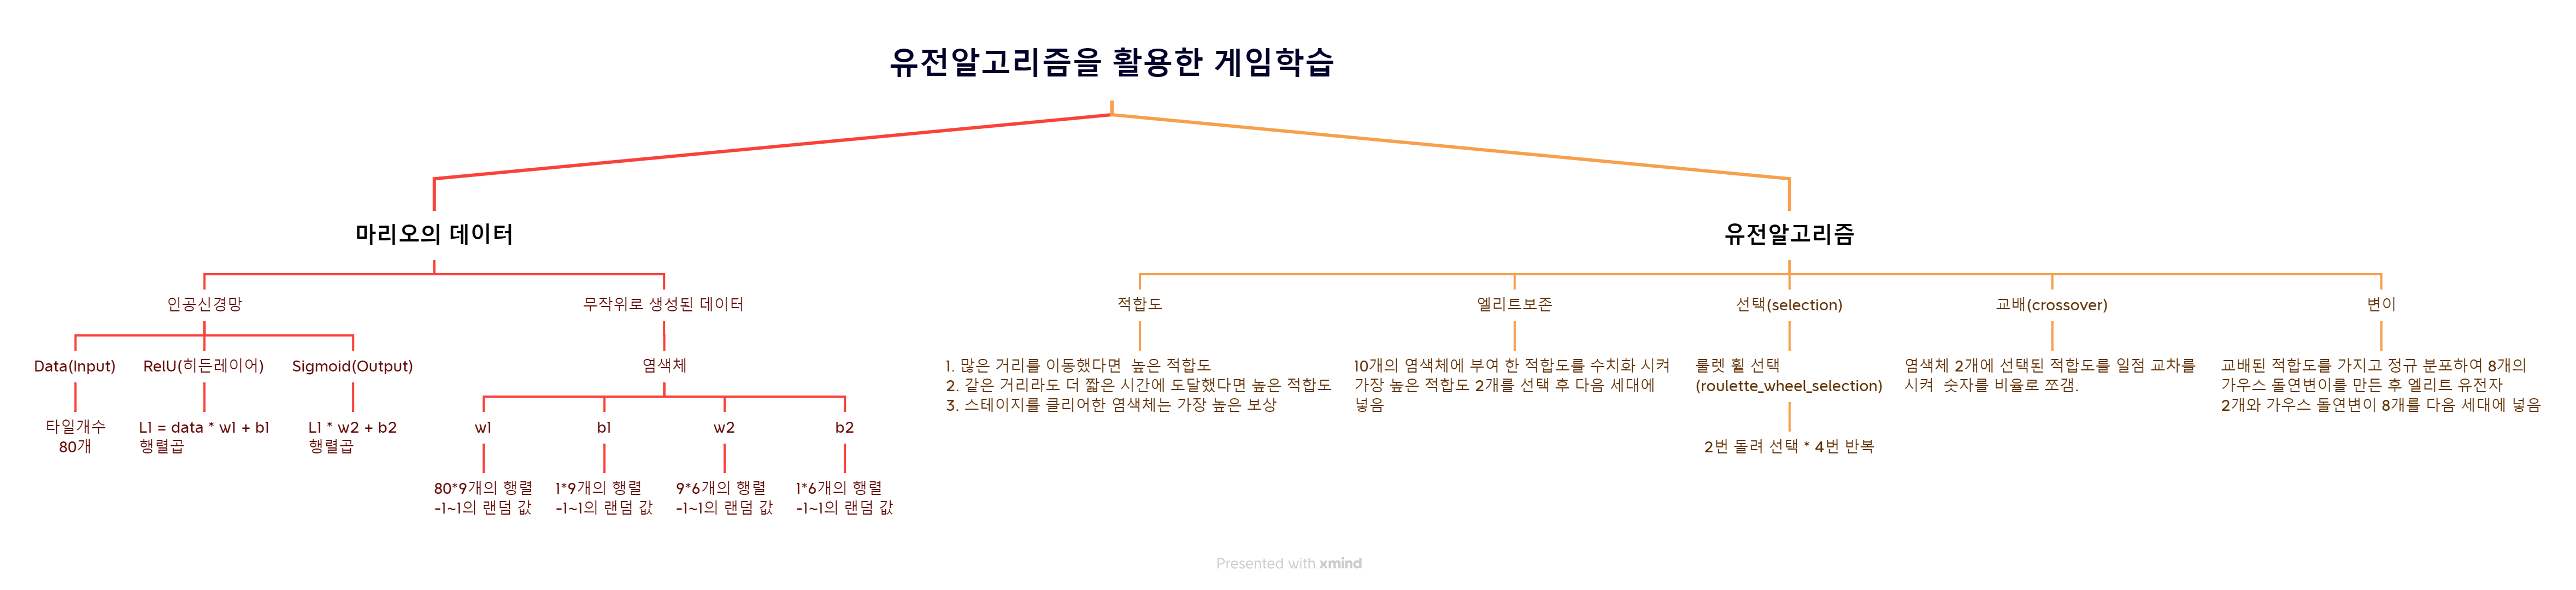 유전알고리즘을 활용한 게임학습
마리오의 데이터
유전알고리즘
인공신경망
무작위로 생성된 데이터
적합도
엘리트보존
선택(selection)
교배(crossover)
변이
Data(Input)
RelU(히든레이어)
Sigmoid(Output)
염색체
1. 많은 거리를 이동했다면 높은 적합도
2. 같은 거리라도 더 짧은 시간에 도달했다면 높은 적합도
3. 스테이지를 클리어한 염색체는 가장 높은 보상
10개의 염색체에 부여 한 적합도를 수치화 시켜
가장 높은 적합도 2개를 선택 후 다음 세대에
넣음
룰렛 휠 선택
(roulette_wheel_selection)
염색체 2개에 선택된 적합도를 일점 교차를
시켜 숫자를 비율로 쪼갬.
교배된 적합도를 가지고 정규 분포하여 8개의
가우스 돌연변이를 만든 후 엘리트 유전자
2개와 가우스 돌연변이 8개를 다음 세대에 넣음
타일개수
80개
L1 = data * w1 + b1
행렬곱
L1 * w2 + b2
행렬곱
w1
b1
w2
b2
2번 돌려 선택 * 4번 반복
80*9개의 행렬
-1~1의 랜덤 값
1*9개의 행렬
-1~1의 랜덤 값
9*6개의 행렬
-1~1의 랜덤 값
1*6개의 행렬
-1~1의 랜덤 값
Presented with xmind